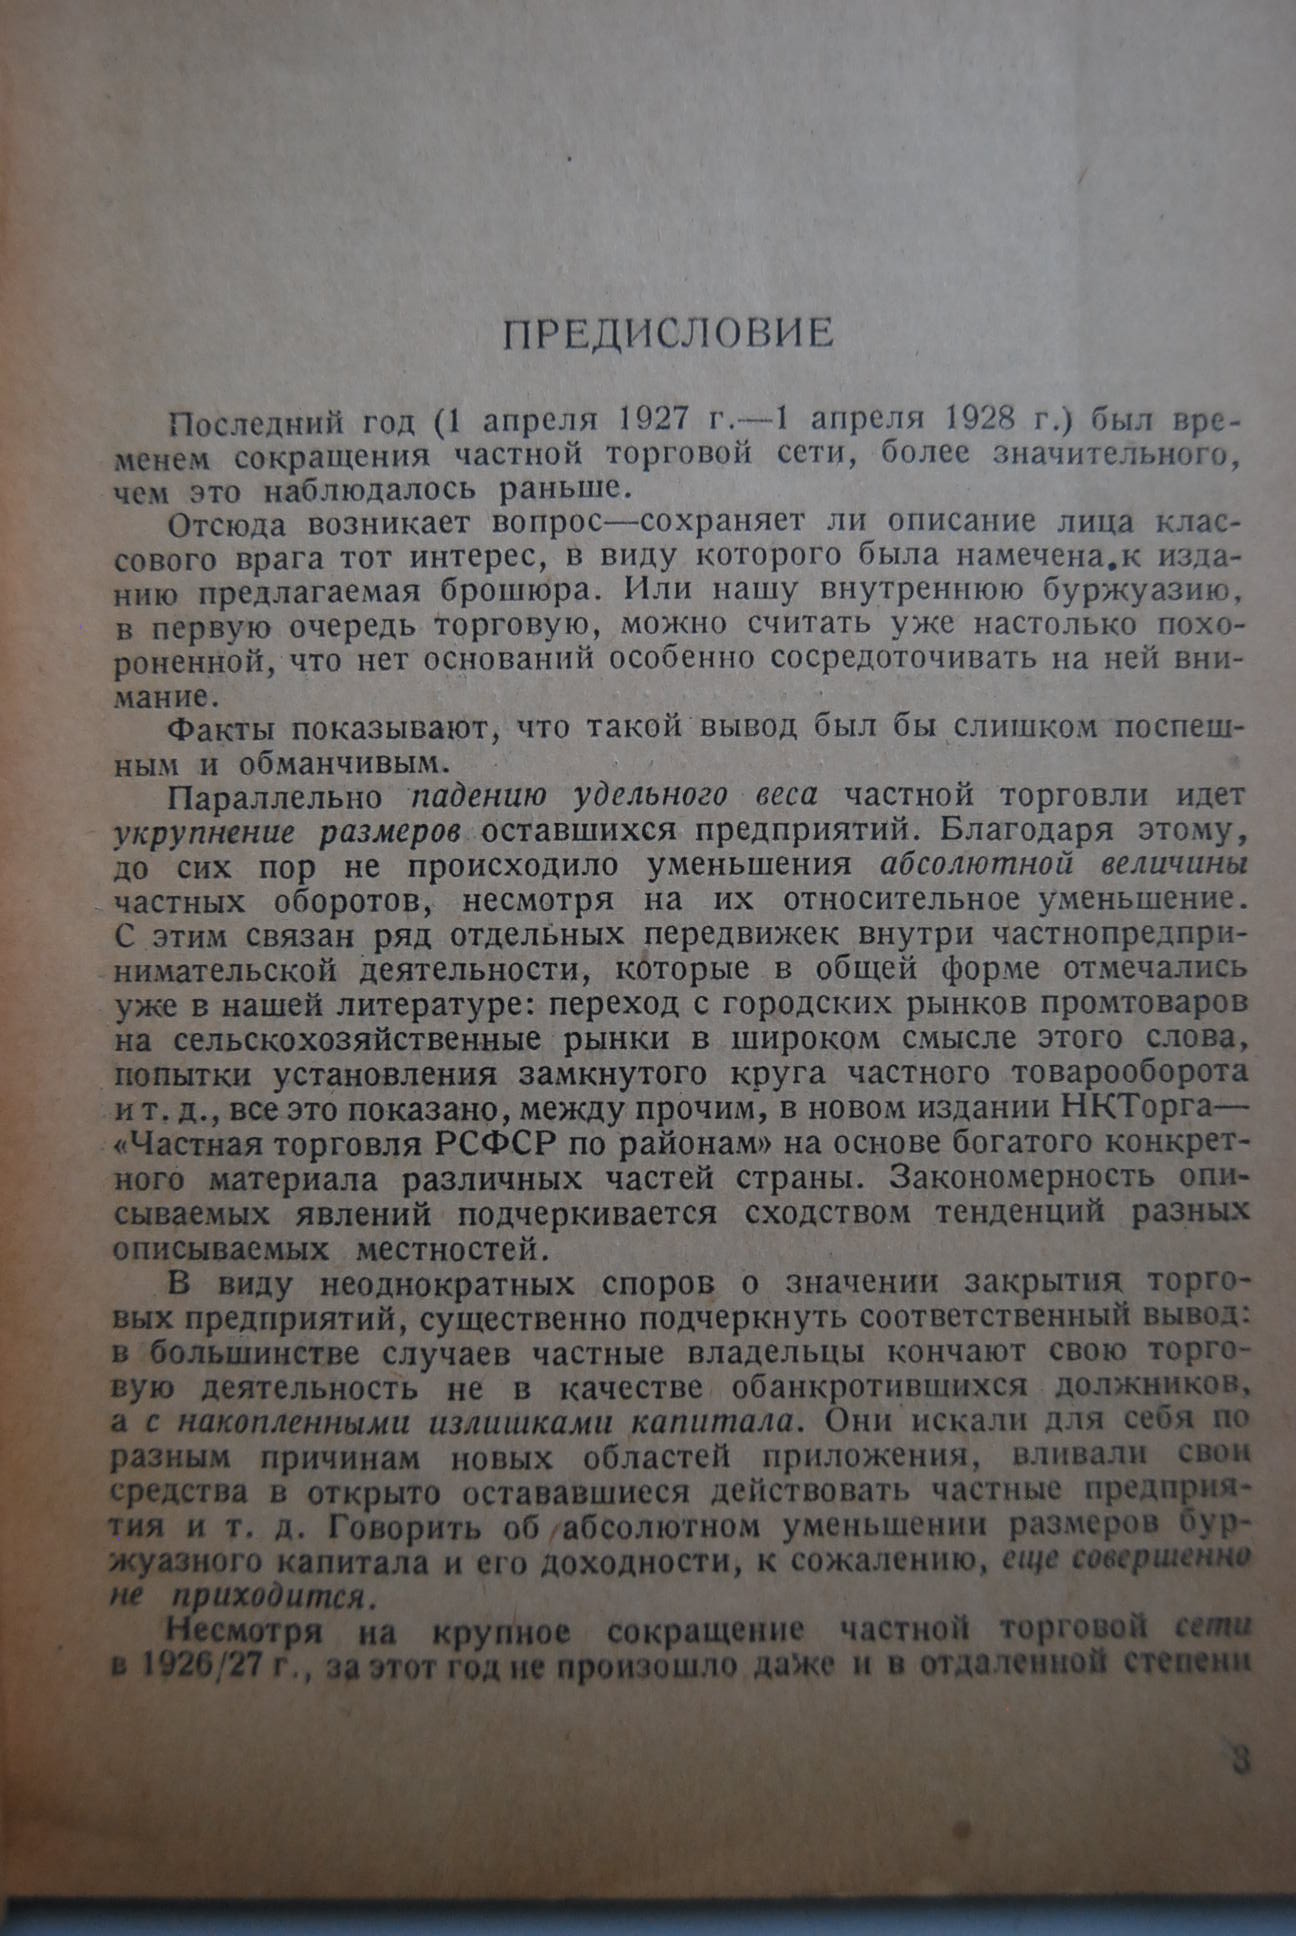 ПРЕДИСЛОВИЕ
Последний год (1 апреля 1927 г.—1 апреля 1928 г.) был вре-
менем сокращения частной торговой сети, более значительного,
чем это наблюдалось раньше.
Отсюда возникает вопрос—сохраняет ли описание лица клас-
сового врага тот интерес, в виду которого была намечена к изда-
нию предлагаемая брошюра. Или нашу внутреннюю буржуазию,
в первую очередь торговую, можно считать уже настолько похо-
роненной, что нет оснований особенно сосредоточивать на ней вни-
мание.
Факты показывают, что такой вывод был бы слишком поспеш-
ным и обманчивым.
Параллельно падению удельного веса частной торговли идет
укрупнение размеров оставшихся предприятий. Благодаря этому,
до сих пор не происходило уменьшения абсолютной величины
частных оборотов, несмотря на их относительное уменьшение.
С этим связан ряд отдельных передвижек внутри частнопредпри-
нимательской деятельности, которые в общей форме отмечались
уже в нашей литературе: переход с городских рынков промтоваров
на сельскохозяйственные рынки в широком смысле этого слова,
попытки установления замкнутого круга частного товарооборота
и т. д., все это показано, между прочим, в новом издании НКТорга—
«Частная торговля РСФСР по районам» на основе богатого конкрет-
ного материала различных частей страны. Закономерность опи-
сываемых явлений подчеркивается сходством тенденций разных
описываемых местностей.
В виду неоднократных споров о значении закрытия торго-
вых предприятий, существенно подчеркнуть соответственный вывод:
в большинстве случаев частные владельцы кончают свою торго-
вую деятельность не в качестве обанкротившихся должников,
а с накопленными излишками капитала. Они искали для себя по
разным причинам новых областей приложения, вливали свои
средства в открыто остававшиеся действовать частные предприя-
тия и т. д. Говорить об абсолютном уменьшении размеров бур-
жуазного капитала и его доходности, к сожалению, еще совершенно
не приходится.
Несмотря на крупное сокращение частной торговой сети
в 1926/27 г., за этот год не произошло даже и в отдаленной степени
3